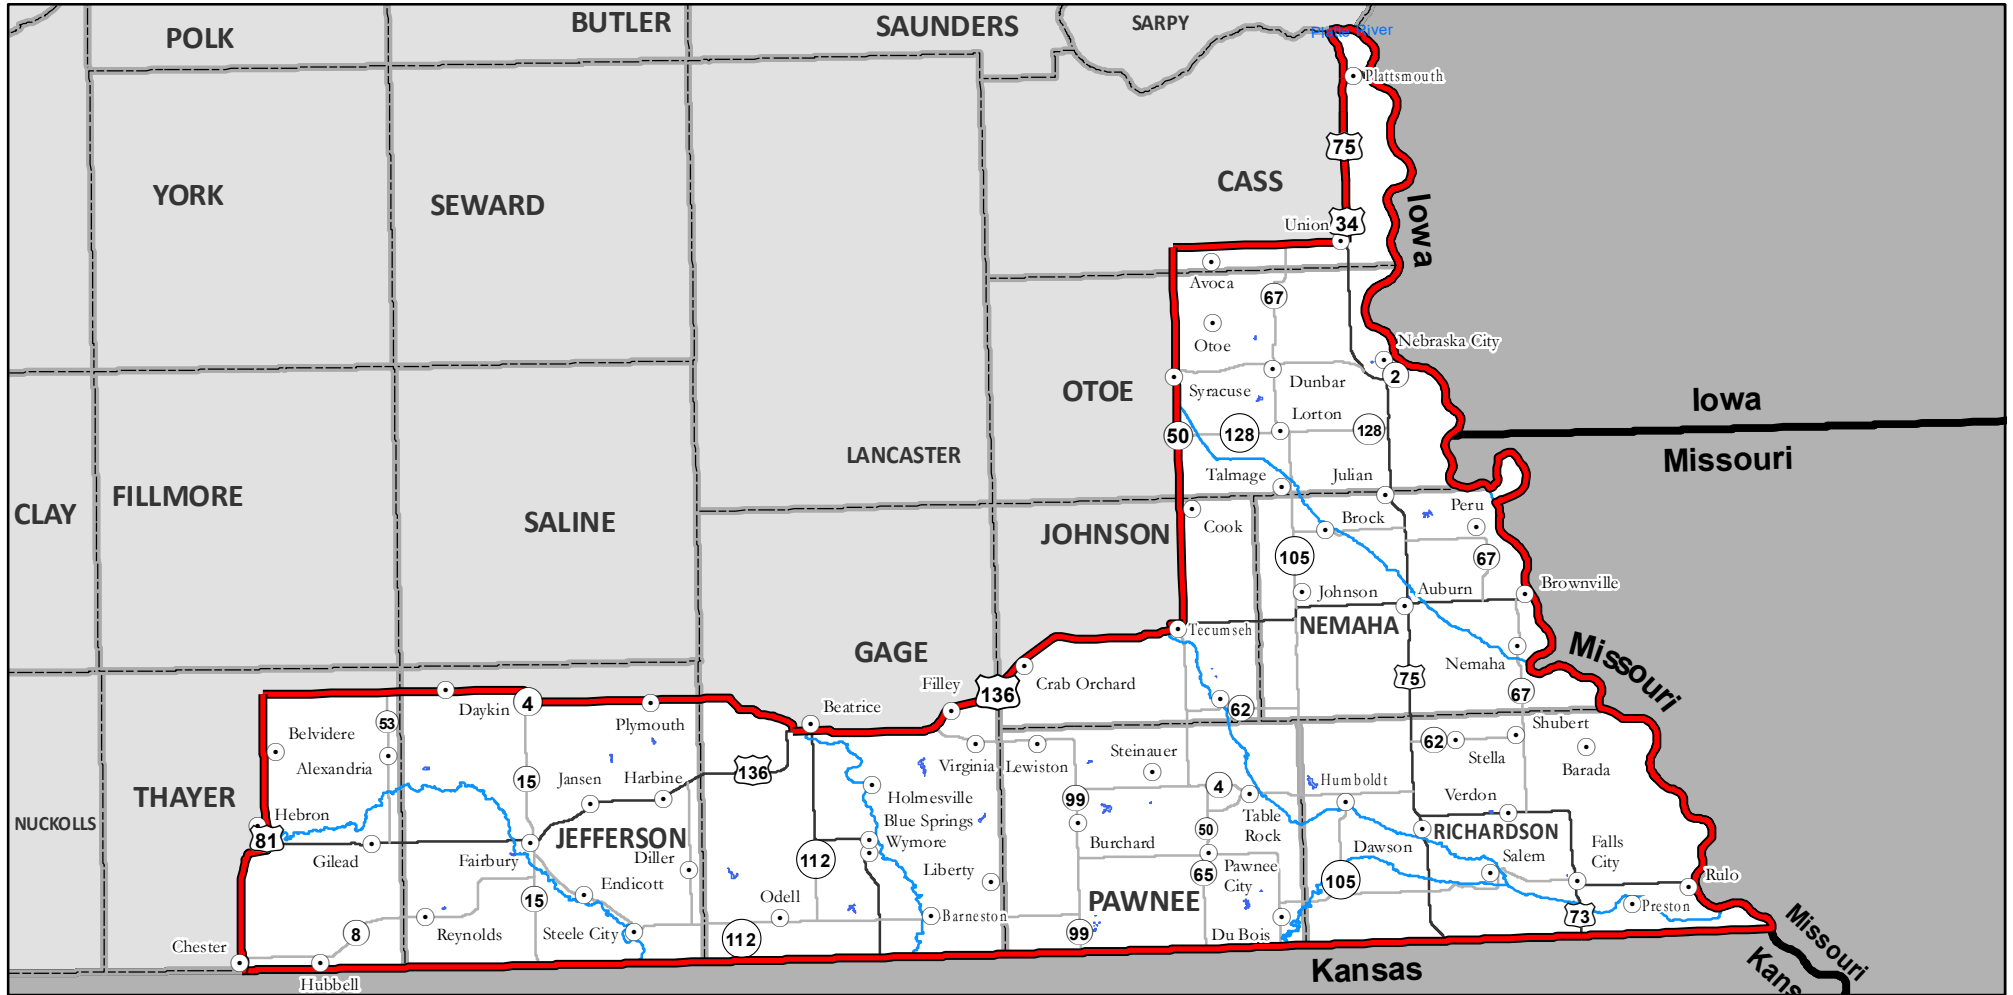 POLK
BUTLER
SAUNDERS
SARPY
Platte River
Plattsmouth
75
YORK
SEWARD
CASS
Union
34
Iowa
Avoca
67
Otoe
Nebraska City
2
OTOE
Syracuse
Dunbar
Lorton
Iowa
50
128
128
Missouri
LANCASTER
Talmage
Julian
CLAY
FILLMORE
SALINE
JOHNSON
Cook
Brock
Peru
105
67
Johnson
Auburn
Brownville
Tecumseh
NEMAHA
GAGE
Nemaha
Missouri
Filley
136
Crab Orchard
75
67
Daykin
4
Plymouth
Beatrice
62
53
Belvidere
Alexandria
Virginia
Lewiston
Steinauer
62
Stella
Shubert
Barada
15
Jansen
Harbine
136
THAYER
Holmesville
99
4
Humboldt
Verdon
NUCKOLLS
Hebron
81
Blue Springs
Wymore
Burchard
50
Table
Rock
RICHARDSON
Gilead
Fairbury
JEFFERSON
Diller
112
Liberty
65
Pawnee
City
Dawson
Salem
Falls
City
Endicott
15
Odell
PAWNEE
105
Rulo
Chester
8
Reynolds
Steele City
112
Barneston
99
Du Bois
73
Preston
Hubbell
Kansas
Missouri
Kans